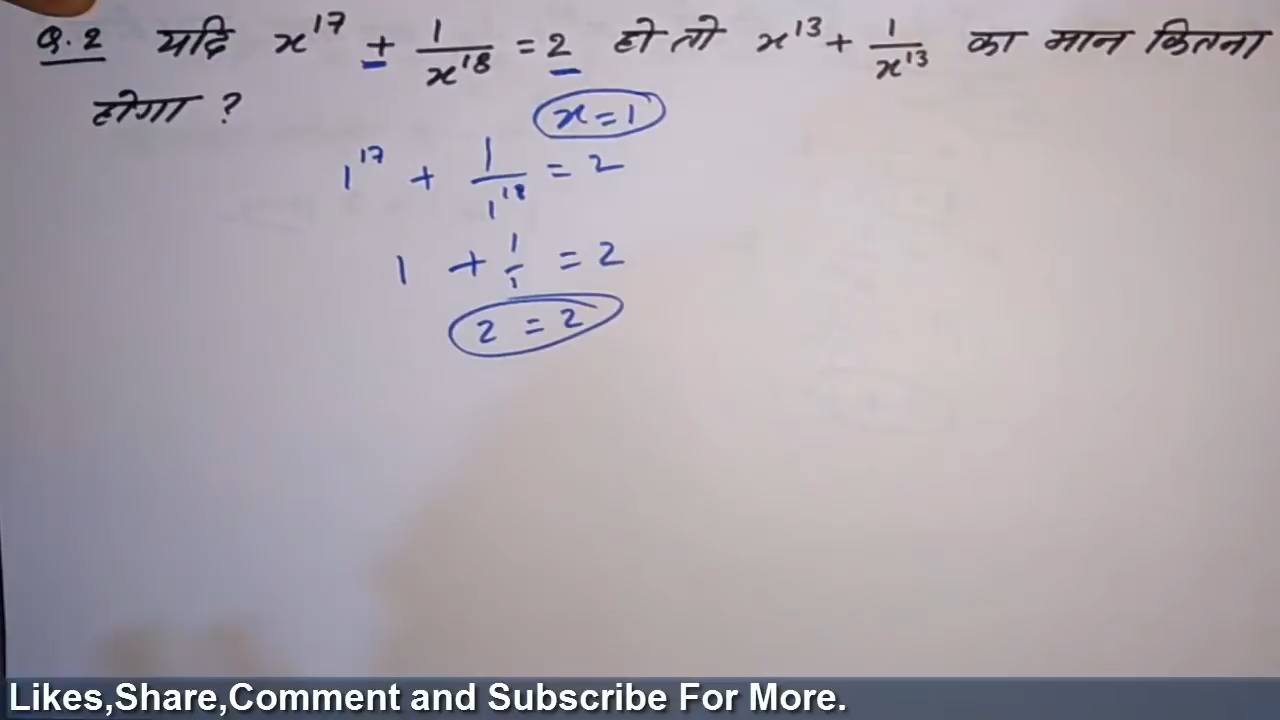 Q.2 यदि x¹⁷ + 1/x¹⁸ = 2 हो तो x¹³ + 1/x¹³ का मान कितना
होगा ?
x = 1
1¹⁷ + 1/1¹⁸ = 2
1 + 1/1 = 2
2 = 2
Likes,Share,Comment and Subscribe For More.